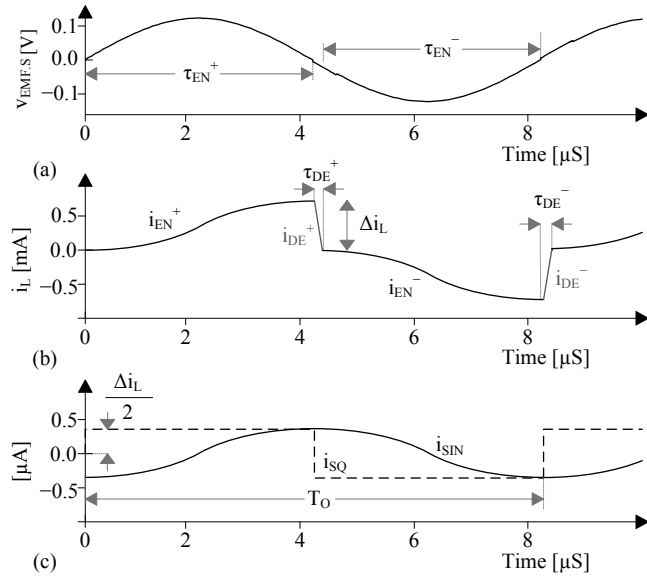 v_EMF.S [V]
0.1
0.0
−0.1
τ_EN⁺
τ_EN⁻
0 2 4 6 8
Time [µS]
(a)
i_L [mA]
0.5
0.0
−0.5
i_EN⁺
τ_DE⁺
i_DE⁺
Δi_L
i_EN⁻
τ_DE⁻
i_DE⁻
0 2 4 6 8
Time [µS]
(b)
[µA]
Δi_L
2
0.5
0.0
−0.5
i_SQ
i_SIN
T_O
0 2 4 6 8
Time [µS]
(c)